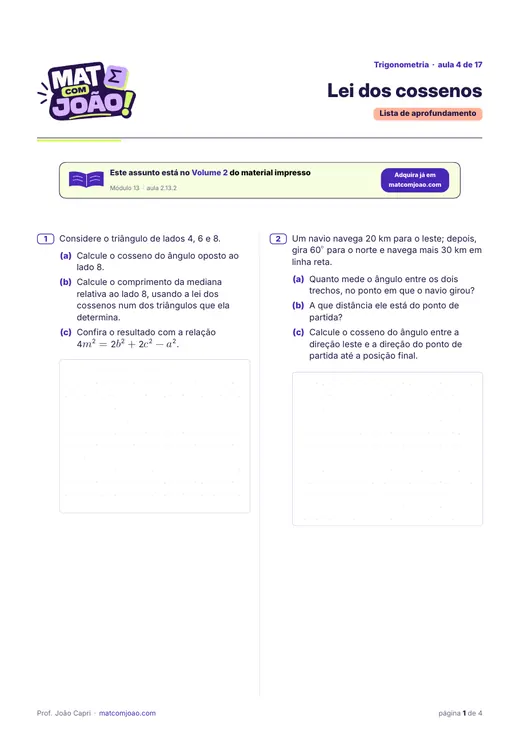 MAT
COM
JOÃO!
Σ
Trigonometria · aula 4 de 17
Lei dos cossenos
Lista de aprofundamento
Este assunto está no Volume 2 do material impresso
Módulo 13 · aula 2.13.2
Adquira já em
matcomjoao.com
1 Considere o triângulo de lados 4, 6 e 8.
(a) Calcule o cosseno do ângulo oposto ao
lado 8.
(b) Calcule o comprimento da mediana
relativa ao lado 8, usando a lei dos
cossenos num dos triângulos que ela
determina.
(c) Confira o resultado com a relação
4m² = 2b² + 2c² − a².
2 Um navio navega 20 km para o leste; depois,
gira 60° para o norte e navega mais 30 km em
linha reta.
(a) Quanto mede o ângulo entre os dois
trechos, no ponto em que o navio girou?
(b) A que distância ele está do ponto de
partida?
(c) Calcule o cosseno do ângulo entre a
direção leste e a direção do ponto de
partida até a posição final.
Prof. João Capri · matcomjoao.com
página 1 de 4